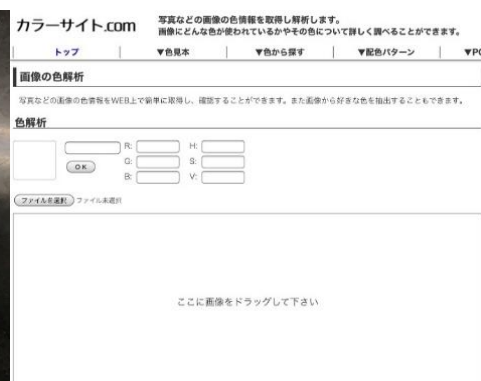 カラーサイト.com
写真などの画像の色情報を取得し解析します。
画像にどんな色が使われているかやその色について詳しく調べることができます。
トップ
▼色見本
▼色から探す
▼配色パターン
▼PC
画像の色解析
写真などの画像の色情報をWEB上で簡単に取得し、確認することができます。また画像から好きな色を抽出することもできます。
色解析
R: H:
OK G: S:
B: V:
ファイルを選択 ファイル未選択
ここに画像をドラッグして下さい